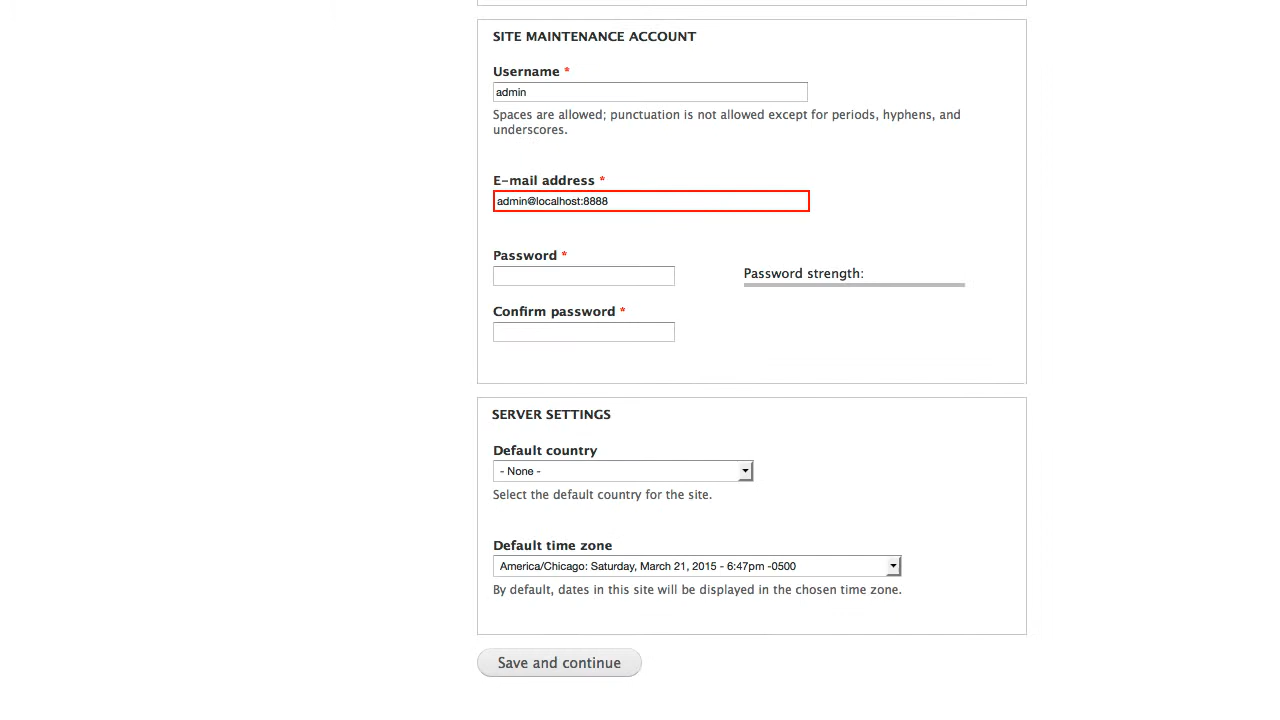 SITE MAINTENANCE ACCOUNT
Username *
admin
Spaces are allowed; punctuation is not allowed except for periods, hyphens, and
underscores.
E-mail address *
admin@localhost:8888
Password *
Password strength:
Confirm password *
SERVER SETTINGS
Default country
- None -
Select the default country for the site.
Default time zone
America/Chicago: Saturday, March 21, 2015 - 6:47pm -0500
By default, dates in this site will be displayed in the chosen time zone.
Save and continue